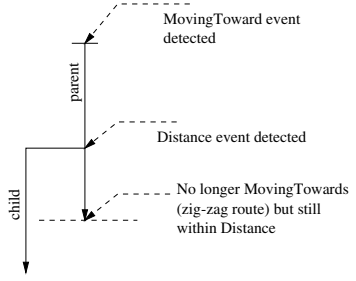 MovingToward event
detected
parent
Distance event detected
child
No longer MovingTowards
(zig-zag route) but still
within Distance